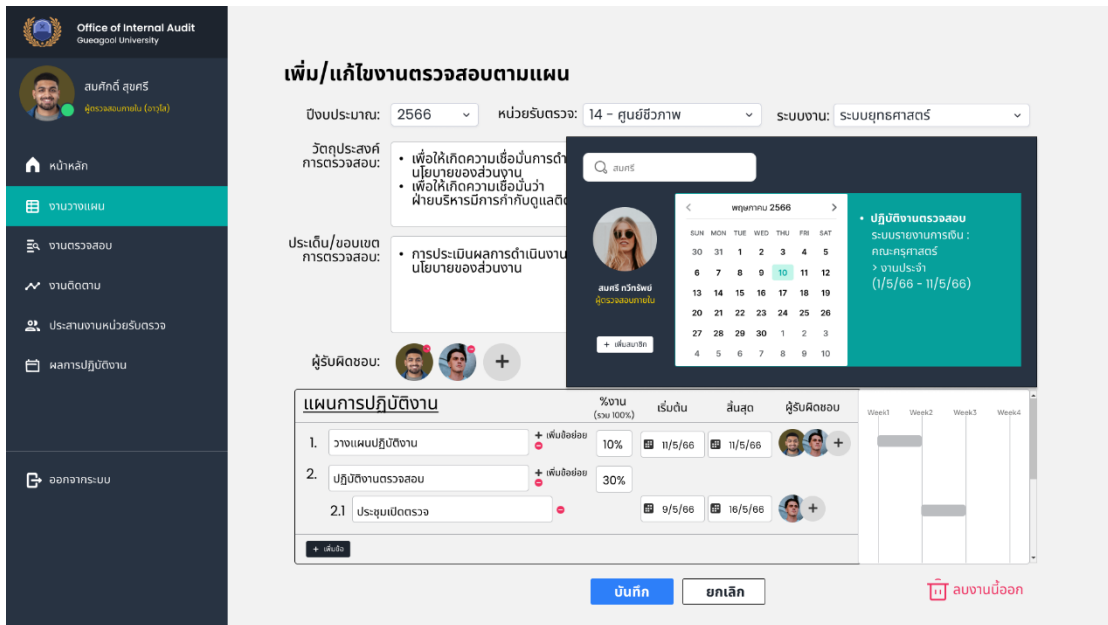 Office of Internal Audit
Gueagool University
สมศักดิ์ สุขศรี
ผู้ตรวจสอบภายใน (อาวุโส)
หน้าหลัก
งานวางแผน
งานตรวจสอบ
งานติดตาม
ประสานงานหน่วยรับตรวจ
ผลการปฏิบัติงาน
ออกจากระบบ
เพิ่ม/แก้ไขงานตรวจสอบตามแผน
ปีงบประมาณ: 2566 หน่วยรับตรวจ: 14 - ศูนย์ชีวภาพ ระบบงาน: ระบบยุทธศาสตร์
วัตถุประสงค์
การตรวจสอบ:
• เพื่อให้เกิดความเชื่อมั่นการดำ
นโยบายของส่วนงาน
• เพื่อให้เกิดความเชื่อมั่นว่า
ฝ่ายบริหารมีการกำกับดูแลติด
ประเด็น/ขอบเขต
การตรวจสอบ:
• การประเมินผลการดำเนินงาน
นโยบายของส่วนงาน
ผู้รับผิดชอบ:
+
สมศรี
สมศรี ทวีทรัพย์
ผู้ตรวจสอบภายใน
+ เพิ่มสมาชิก
< พฤษภาคม 2566 >
SUN MON TUE WED THU FRI SAT
30 31 1 2 3 4 5
6 7 8 9 10 11 12
13 14 15 16 17 18 19
20 21 22 23 24 25 26
27 28 29 30 1 2 3
4 5 6 7 8 9 10
• ปฏิบัติงานตรวจสอบ
ระบบรายงานการเงิน :
คณะครุศาสตร์
> งานประจำ
(1/5/66 - 11/5/66)
แผนการปฏิบัติงาน %งาน (รวม 100%) เริ่มต้น สิ้นสุด ผู้รับผิดชอบ
Week1 Week2 Week3 Week4
1. วางแผนปฏิบัติงาน + เพิ่มข้อย่อย 10% 11/5/66 11/5/66 +
2. ปฏิบัติงานตรวจสอบ + เพิ่มข้อย่อย 30%
2.1 ประชุมเปิดตรวจ 9/5/66 16/5/66 +
+ เพิ่มข้อ
บันทึก ยกเลิก ลบงานนี้ออก